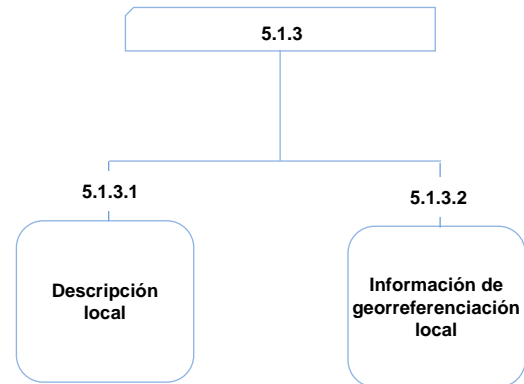 5.1.3
5.1.3.1
5.1.3.2
Descripción
local
Información de
georreferenciación
local